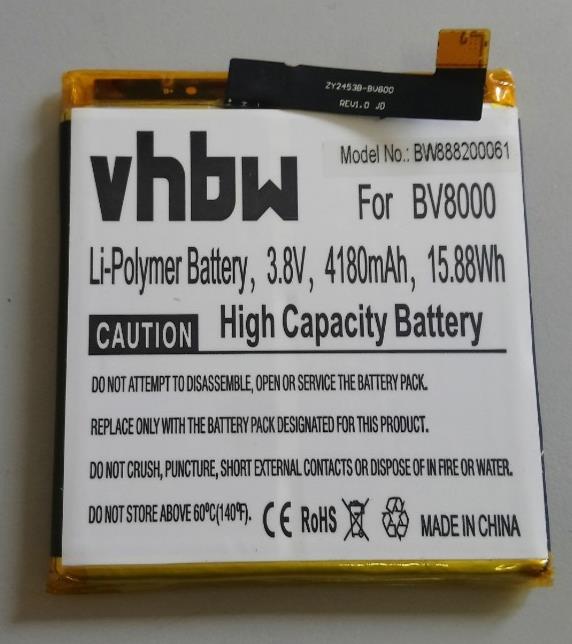 ZY2453B-BV800
REV1.0 JD
vhbw
Model No.: BW888200061
For BV8000
Li-Polymer Battery, 3.8V, 4180mAh, 15.88Wh
CAUTION High Capacity Battery
DO NOT ATTEMPT TO DISASSEMBLE, OPEN OR SERVICE THE BATTERY PACK.
REPLACE ONLY WITH THE BATTERY PACK DESIGNATED FOR THIS PRODUCT.
DO NOT CRUSH, PUNCTURE, SHORT EXTERNAL CONTACTS OR DISPOSE OF IN FIRE OR WATER.
DO NOT STORE ABOVE 60°C(140°F). CE RoHS MADE IN CHINA